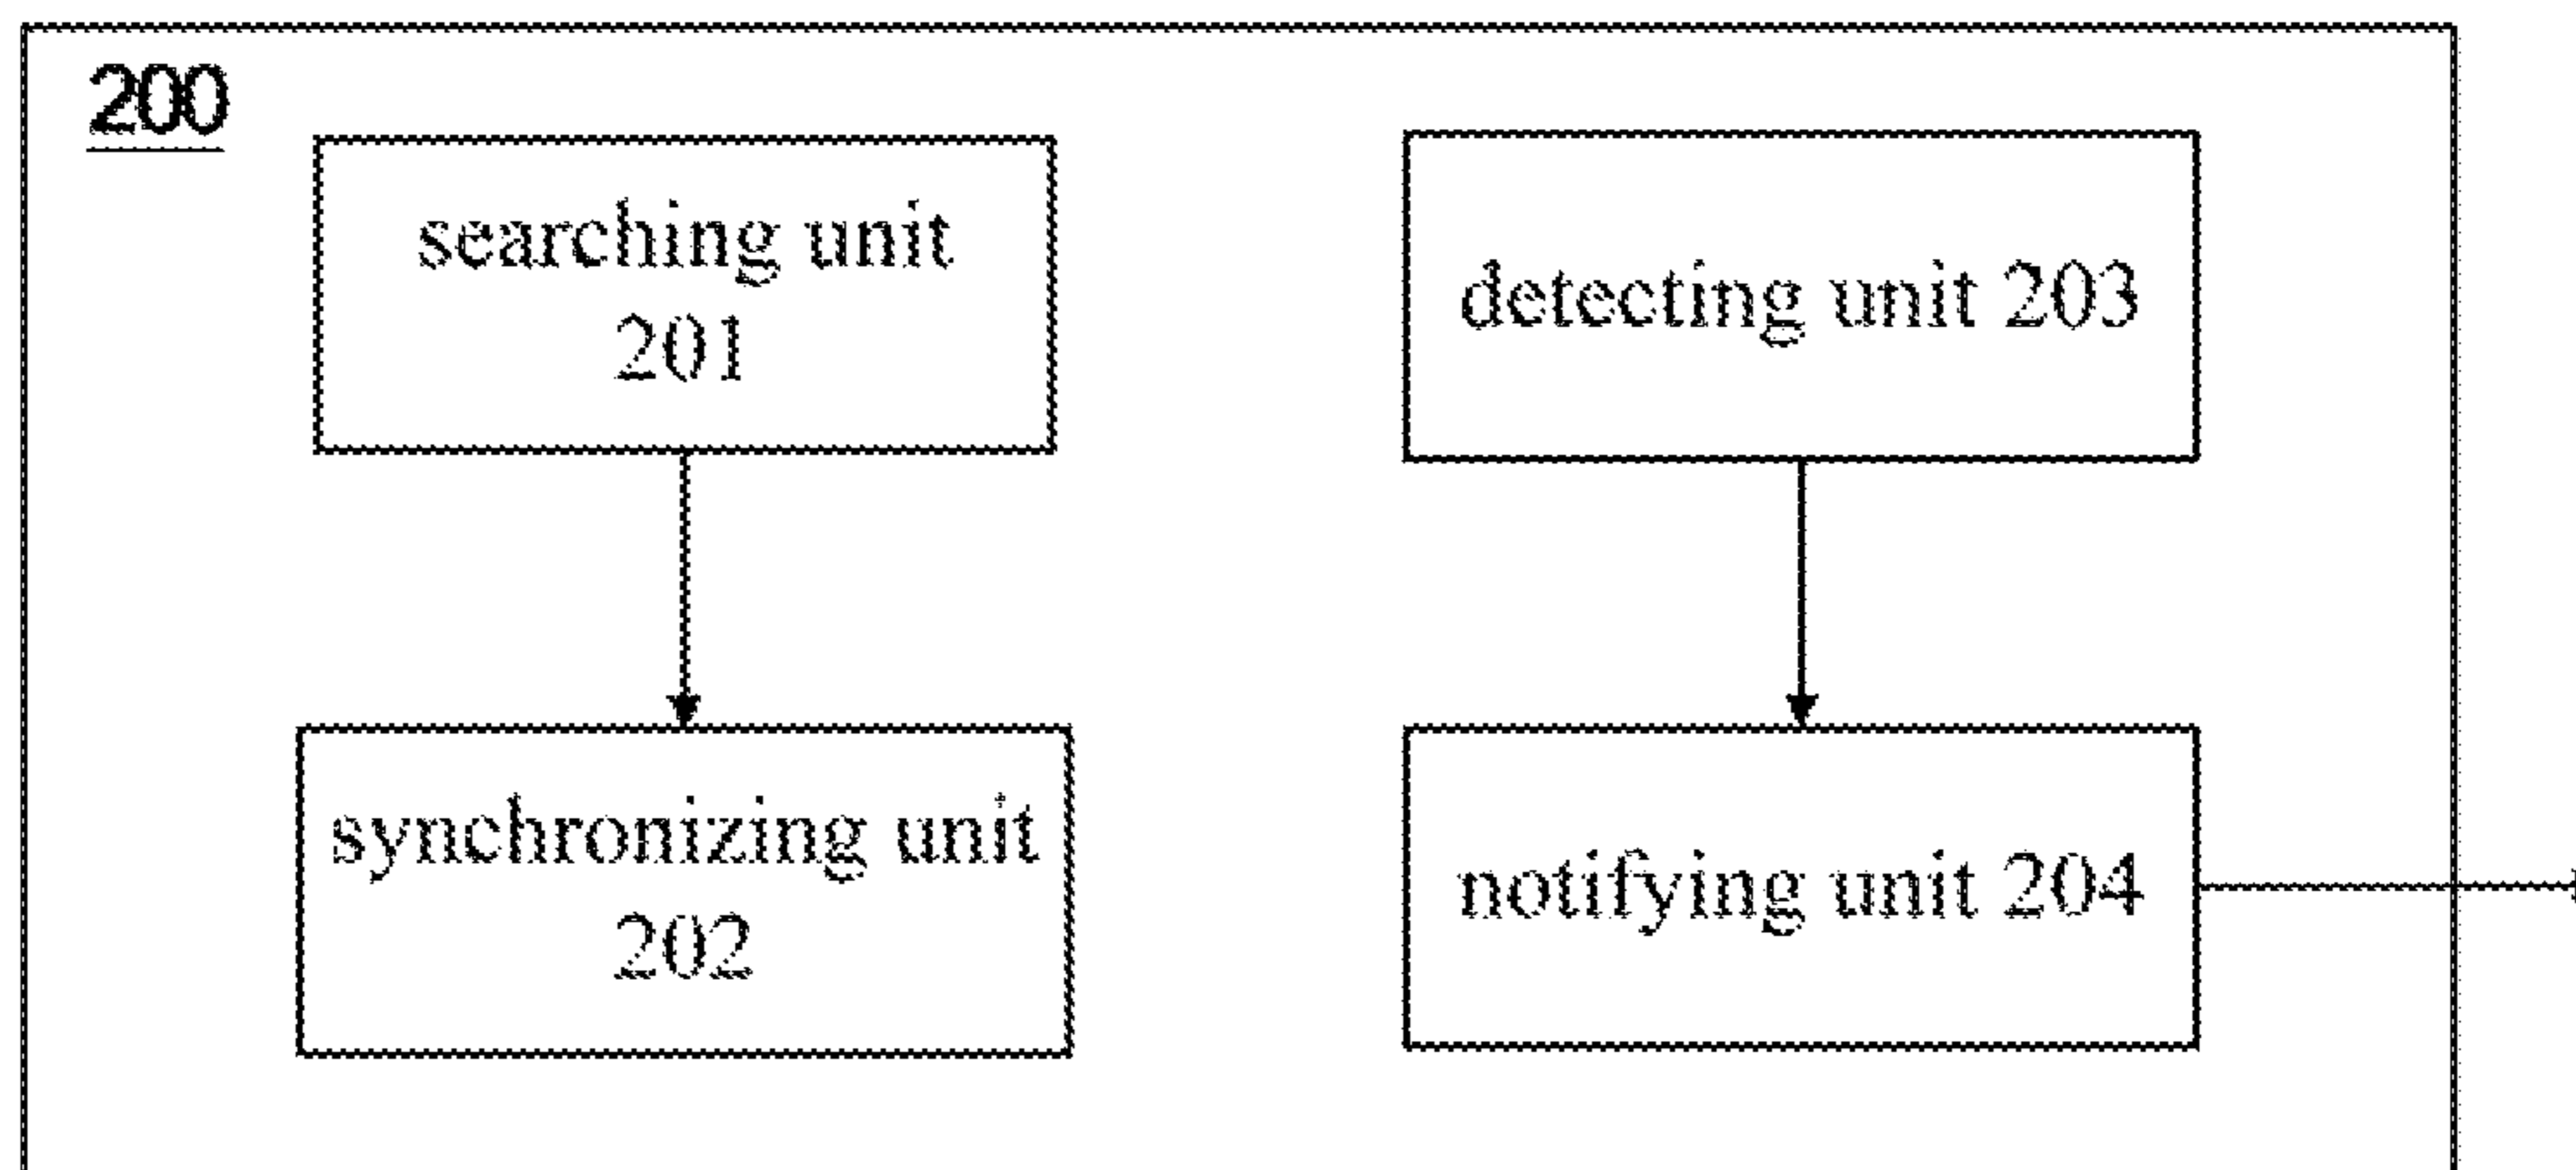 200
searching unit
201
detecting unit 203
synchronizing unit
202
notifying unit 204